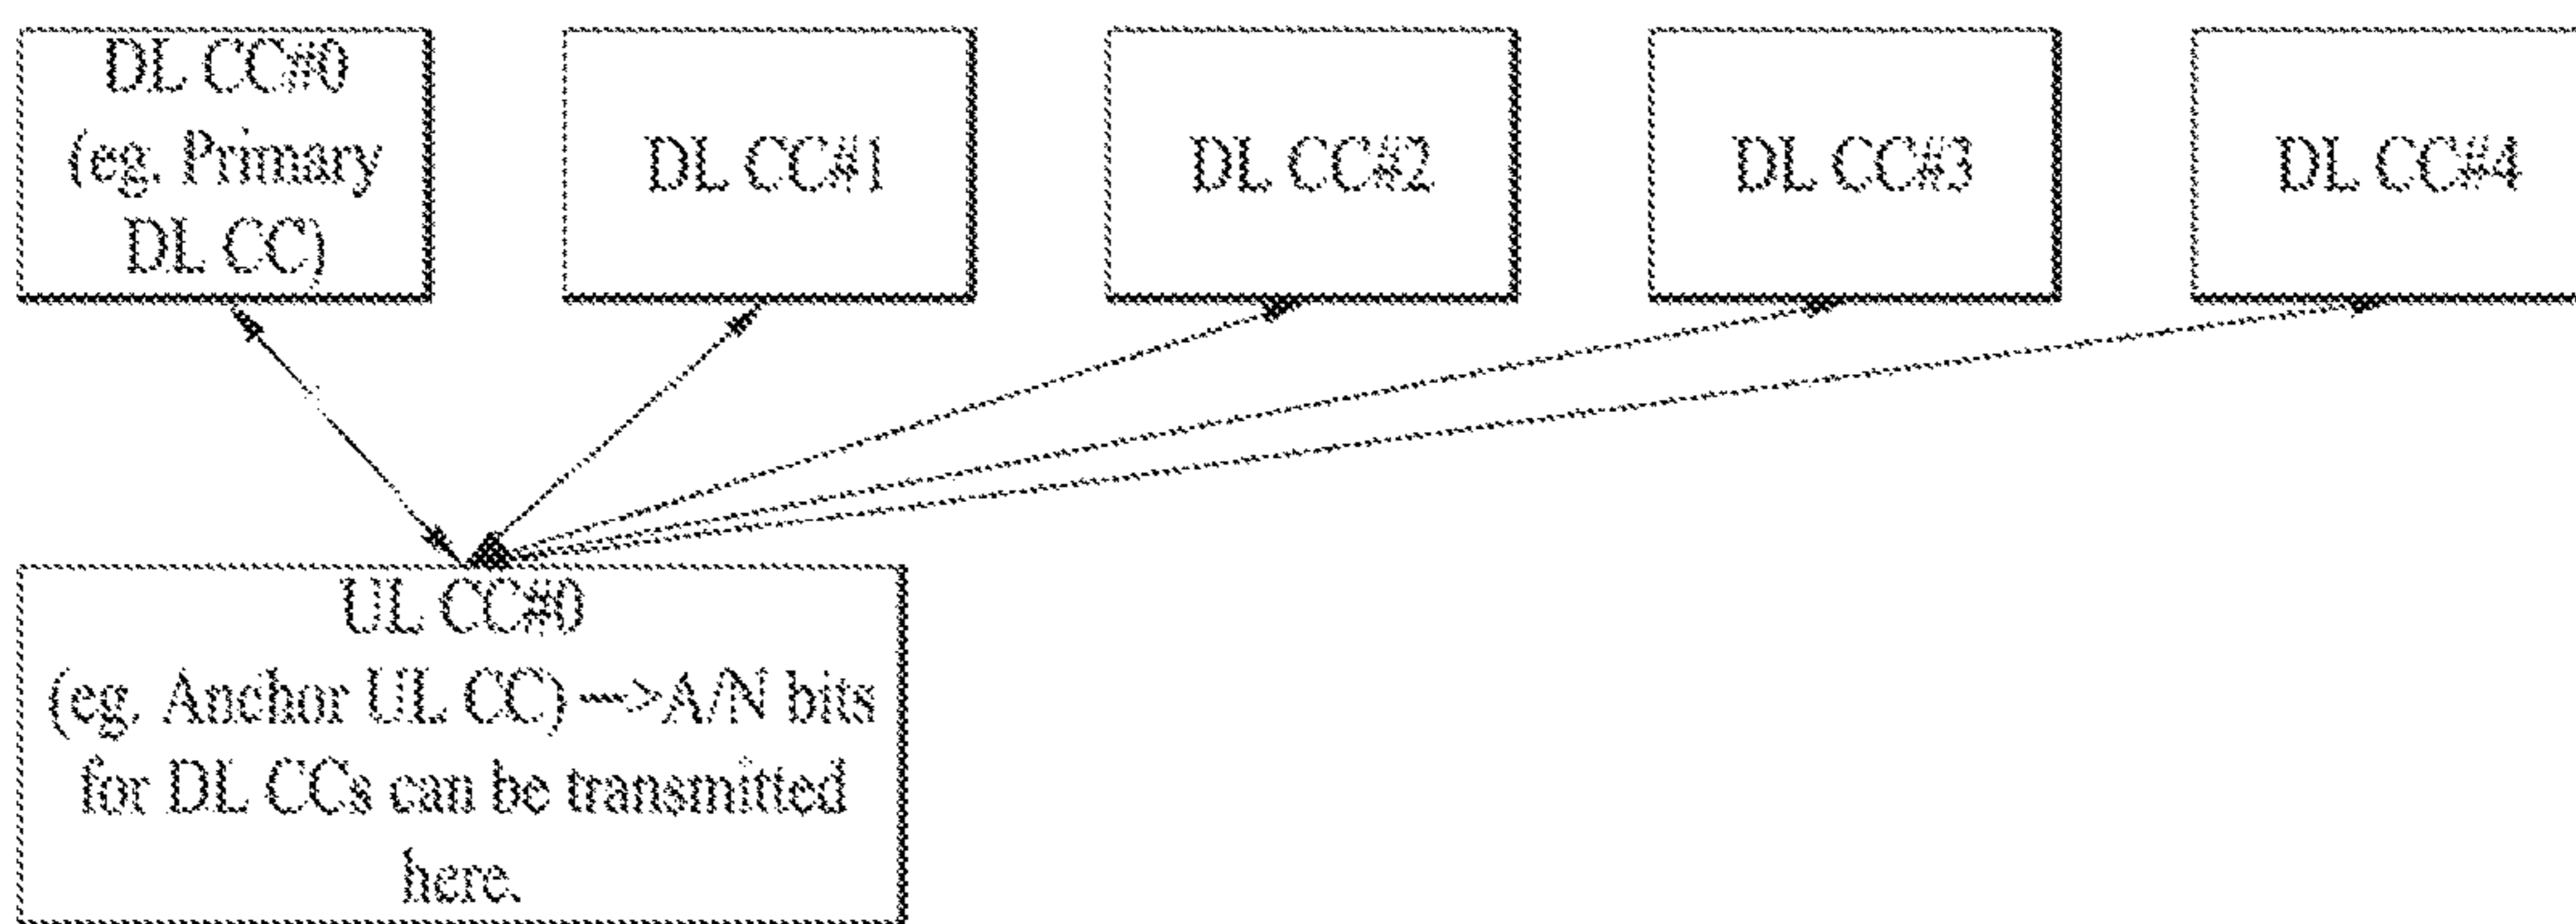 DL CC#0
(eg. Primary
DL CC)
DL CC#1
DL CC#2
DL CC#3
DL CC#4
UL CC#0
(eg. Anchor UL CC) --->A/N bits
for DL CCs can be transmitted
here.